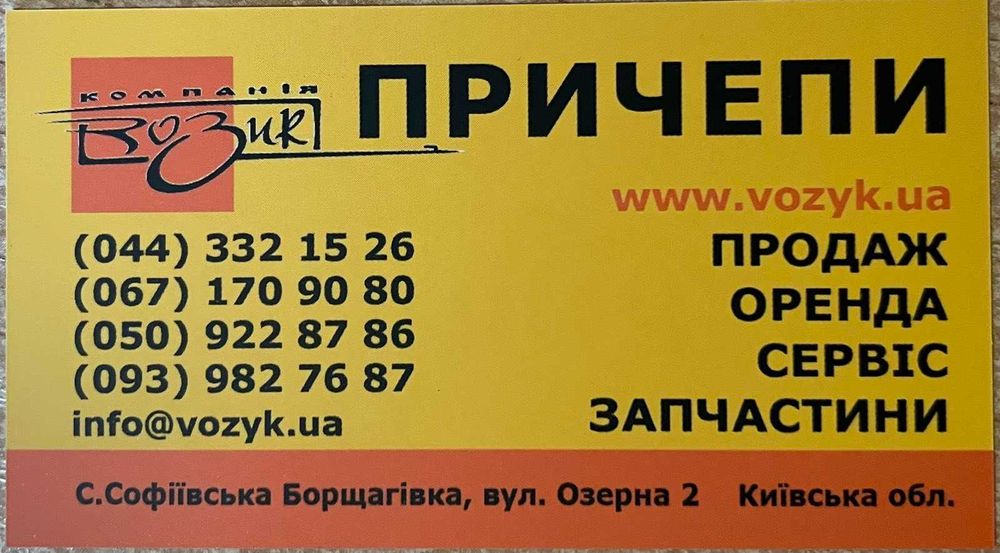 компанія
Возик
ПРИЧЕПИ
www.vozyk.ua
(044) 332 15 26
(067) 170 90 80
(050) 922 87 86
(093) 982 76 87
info@vozyk.ua
ПРОДАЖ
ОРЕНДА
СЕРВІС
ЗАПЧАСТИНИ
С.Софіївська Борщагівка, вул. Озерна 2 Київська обл.